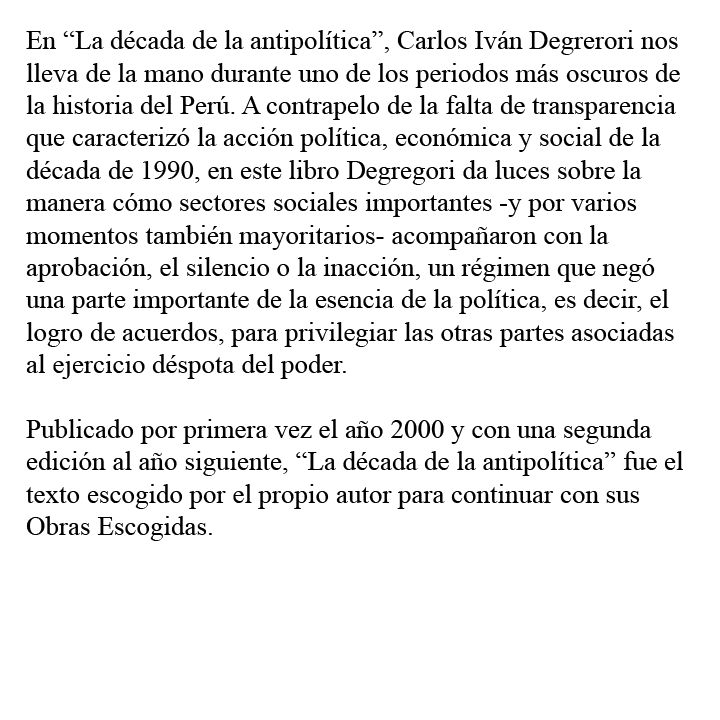 En “La década de la antipolítica”, Carlos Iván Degrerori nos
lleva de la mano durante uno de los periodos más oscuros de
la historia del Perú. A contrapelo de la falta de transparencia
que caracterizó la acción política, económica y social de la
década de 1990, en este libro Degregori da luces sobre la
manera cómo sectores sociales importantes -y por varios
momentos también mayoritarios- acompañaron con la
aprobación, el silencio o la inacción, un régimen que negó
una parte importante de la esencia de la política, es decir, el
logro de acuerdos, para privilegiar las otras partes asociadas
al ejercicio déspota del poder.

Publicado por primera vez el año 2000 y con una segunda
edición al año siguiente, “La década de la antipolítica” fue el
texto escogido por el propio autor para continuar con sus
Obras Escogidas.